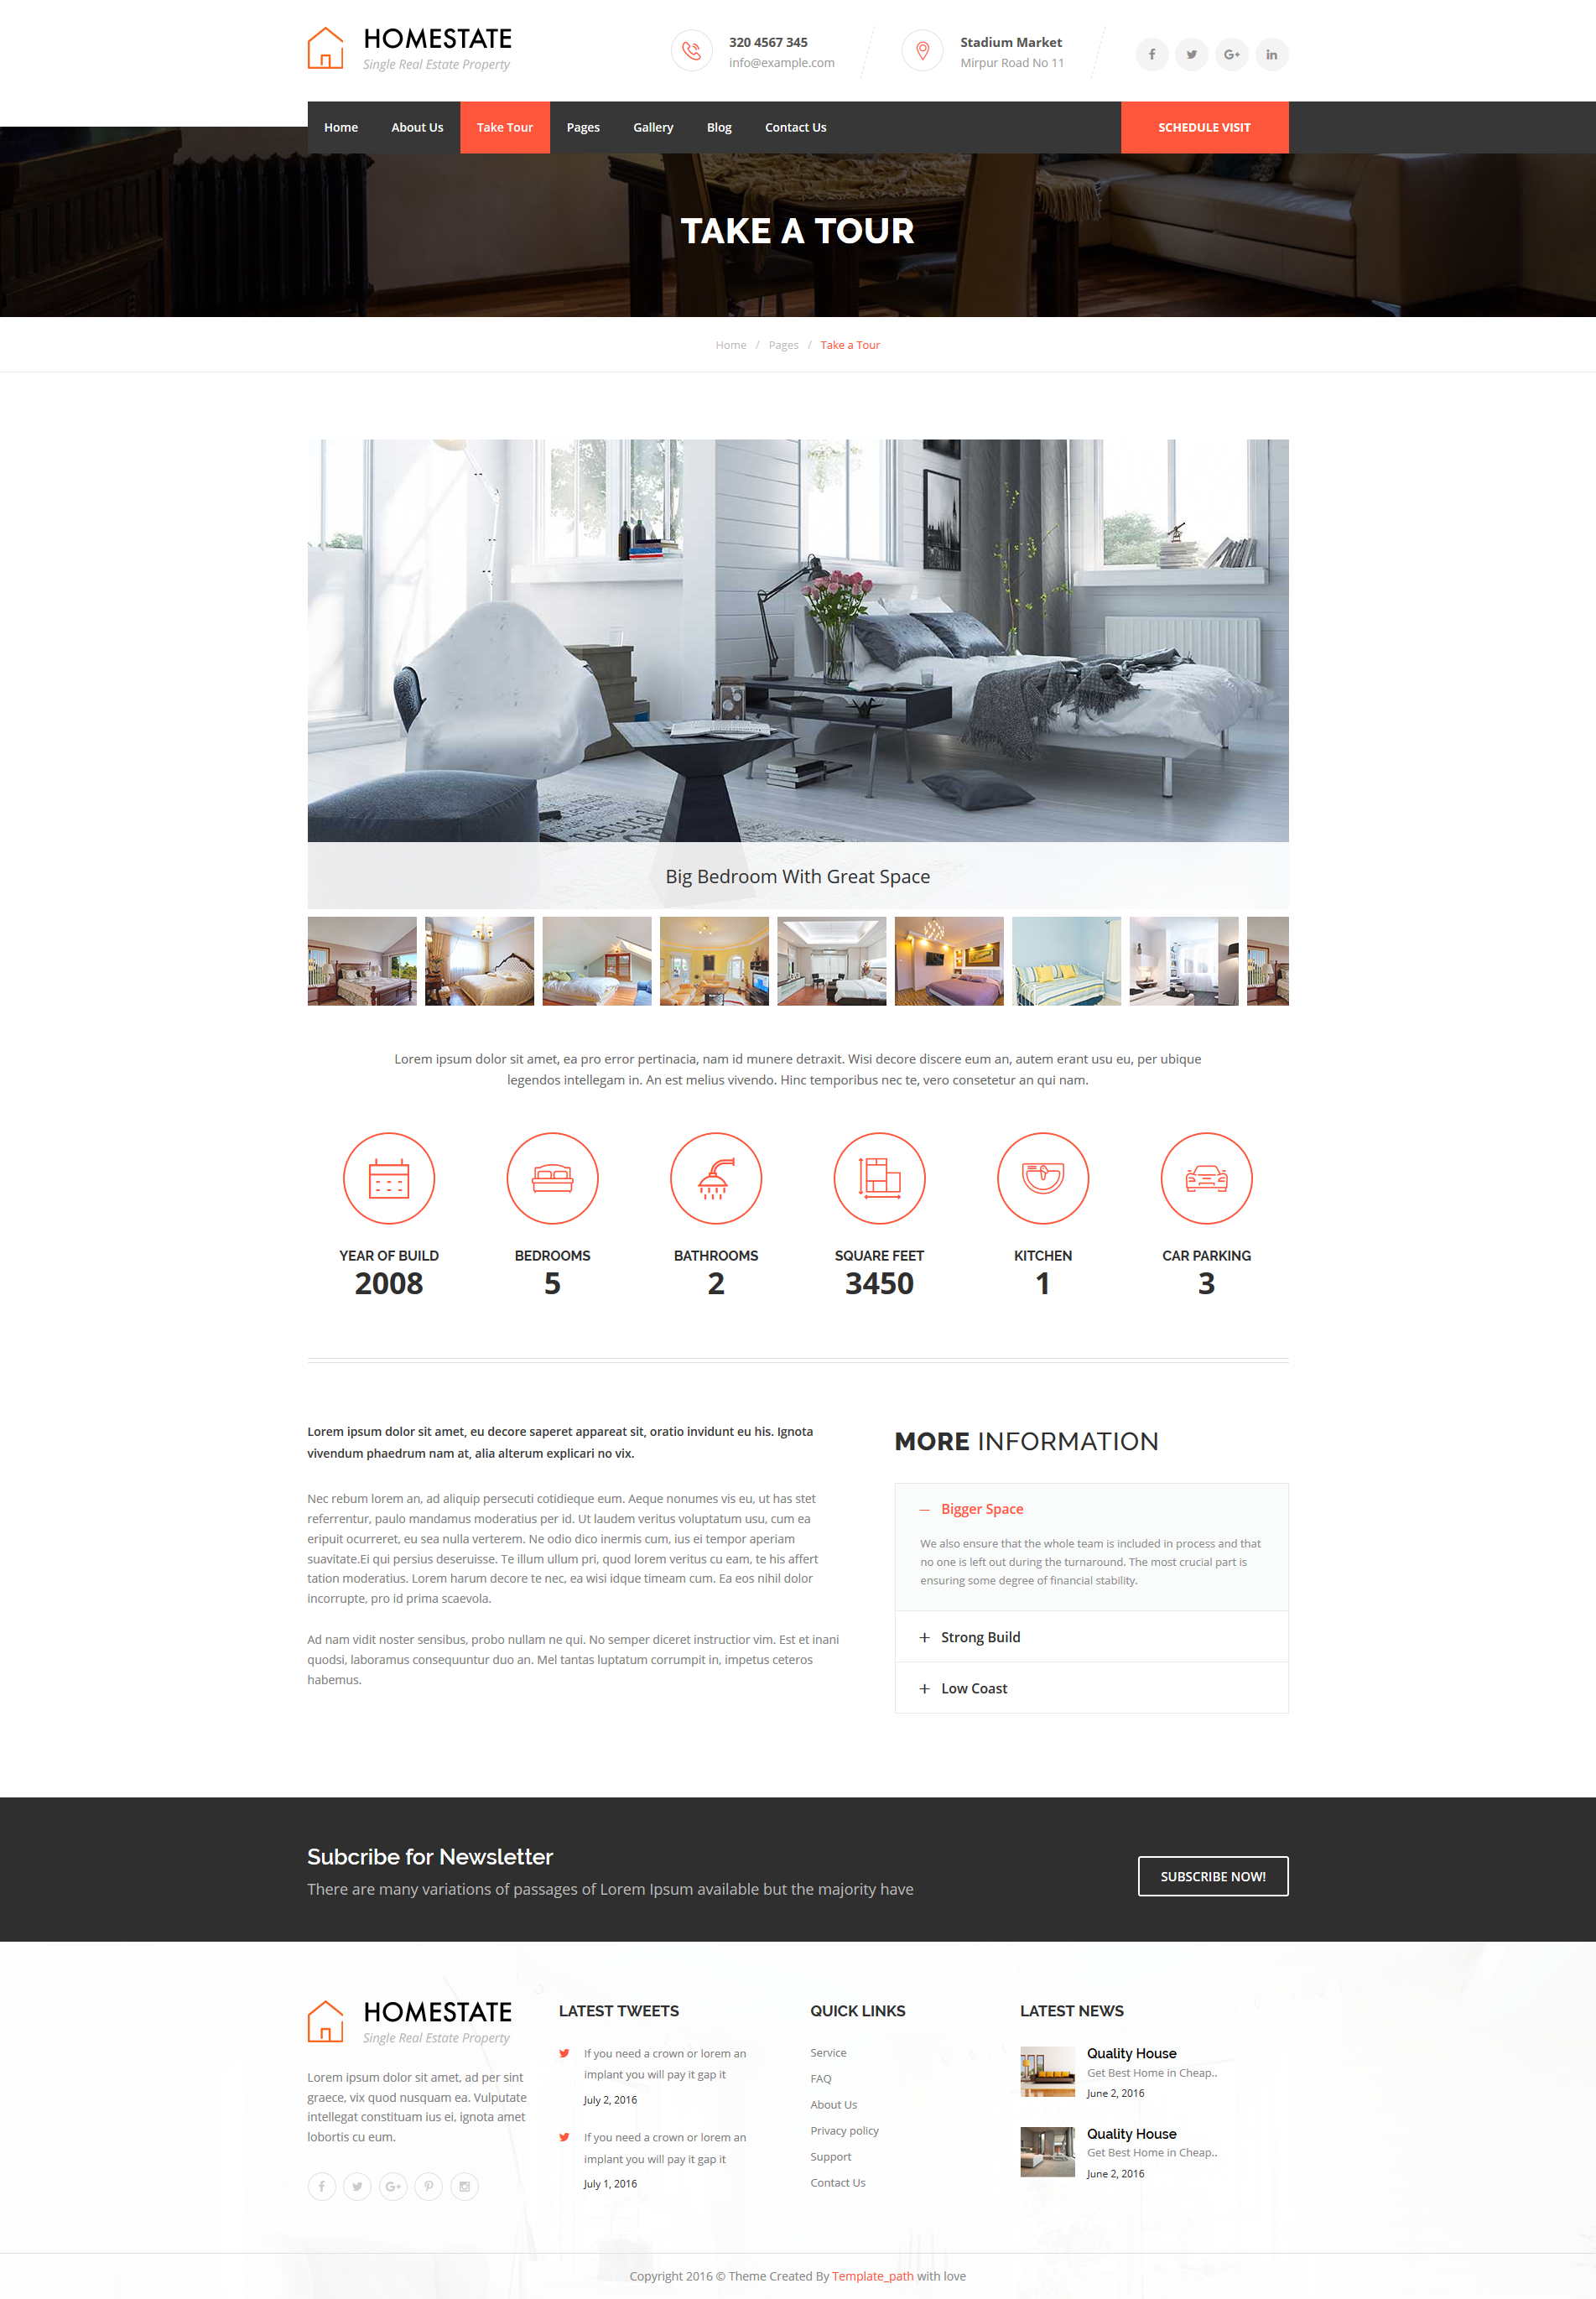 HOMESTATE
Single Real Estate Property
320 4567 345
info@example.com
Stadium Market
Mirpur Road No 11
Home
About Us
Take Tour
Pages
Gallery
Blog
Contact Us
SCHEDULE VISIT
TAKE A TOUR
Home / Pages / Take a Tour
Big Bedroom With Great Space
Lorem ipsum dolor sit amet, ea pro error pertinacia, nam id munere detraxit. Wisi decore discere eum an, autem erant usu eu, per ubique
legendos intellegam in. An est melius vivendo. Hinc temporibus nec te, vero consetetur an qui nam.
YEAR OF BUILD
2008
BEDROOMS
5
BATHROOMS
2
SQUARE FEET
3450
KITCHEN
1
CAR PARKING
3
Lorem ipsum dolor sit amet, eu decore saperet appareat sit, oratio invidunt eu his. Ignota
vivendum phaedrum nam at, alia alterum explicari no vix.
Nec rebum lorem an, ad aliquip persecuti cotidieque eum. Aeque nonumes vis eu, ut has stet
referrentur, paulo mandamus moderatius per id. Ut laudem veritus voluptatum usu, cum ea
eripuit ocurreret, eu sea nulla verterem. Ne odio dico inermis cum, ius ei tempor aperiam
suavitate.Ei qui persius deseruisse. Te illum ullum pri, quod lorem veritus cu eam, te his affert
tation moderatius. Lorem harum decore te nec, ea wisi idque timeam cum. Ea eos nihil dolor
incorrupte, pro id prima scaevola.
Ad nam vidit noster sensibus, probo nullam ne qui. No semper diceret instructior vim. Est et inani
quodsi, laboramus consequuntur duo an. Mel tantas luptatum corrumpit in, impetus ceteros
habemus.
MORE INFORMATION
Bigger Space
We also ensure that the whole team is included in process and that
no one is left out during the turnaround. The most crucial part is
ensuring some degree of financial stability.
Strong Build
Low Coast
Subcribe for Newsletter
There are many variations of passages of Lorem Ipsum available but the majority have
SUBSCRIBE NOW!
HOMESTATE
Single Real Estate Property
Lorem ipsum dolor sit amet, ad per sint
graece, vix quod nusquam ea. Vulputate
intellegat constituam ius ei, ignota amet
lobortis cu eum.
LATEST TWEETS
If you need a crown or lorem an
implant you will pay it gap it
July 2, 2016
If you need a crown or lorem an
implant you will pay it gap it
July 1, 2016
QUICK LINKS
Service
FAQ
About Us
Privacy policy
Support
Contact Us
LATEST NEWS
Quality House
Get Best Home in Cheap..
June 2, 2016
Quality House
Get Best Home in Cheap..
June 2, 2016
Copyright 2016 © Theme Created By Template_path with love